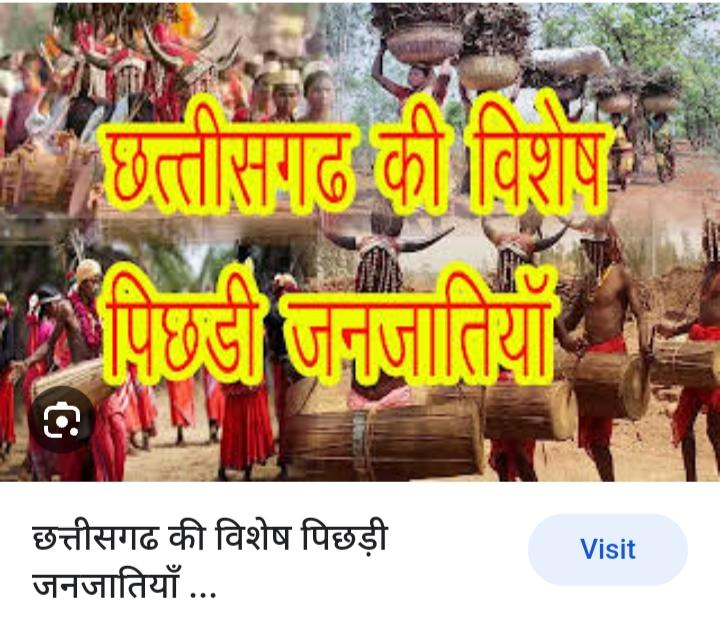 छत्तीसगढ की विशेष
पिछडी जनजातियॉ
छत्तीसगढ की विशेष पिछड़ी
जनजातियाँ ...
Visit